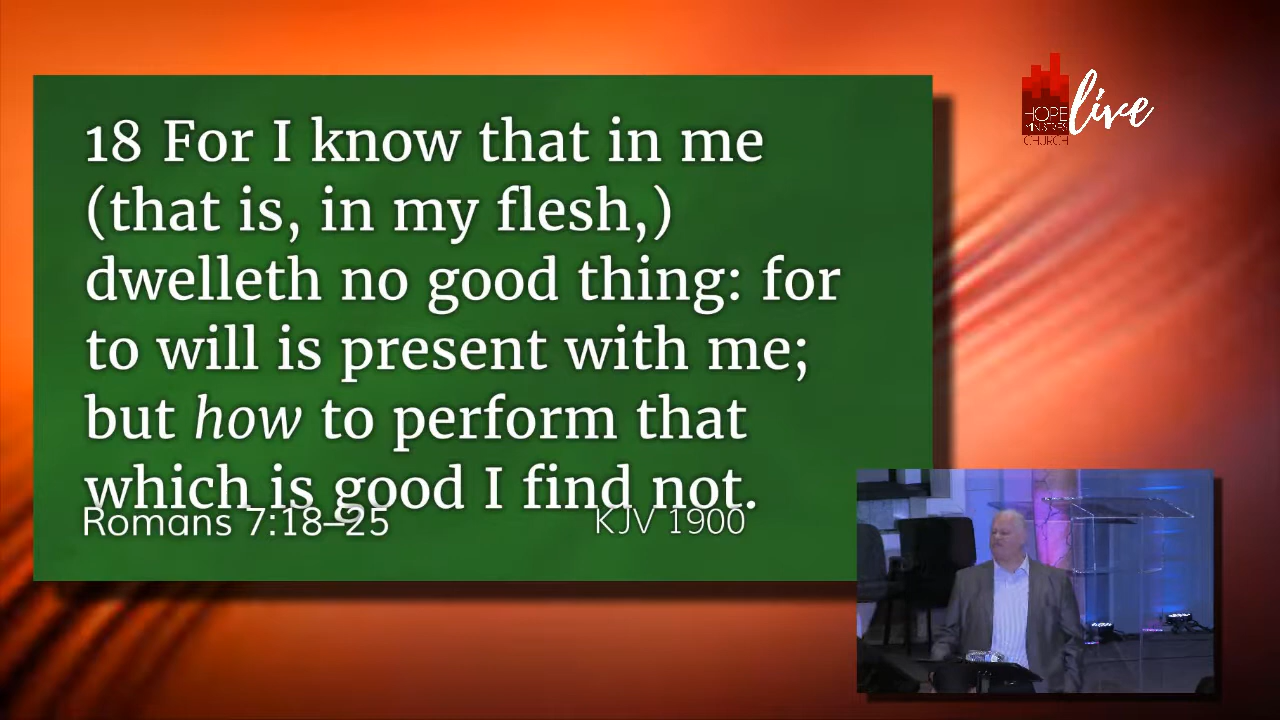 18 For I know that in me
(that is, in my flesh,)
dwelleth no good thing: for
to will is present with me;
but how to perform that
which is good I find not.
Romans 7:18–25 KJV 1900
HOPE
MINISTRIES
CHURCH
live